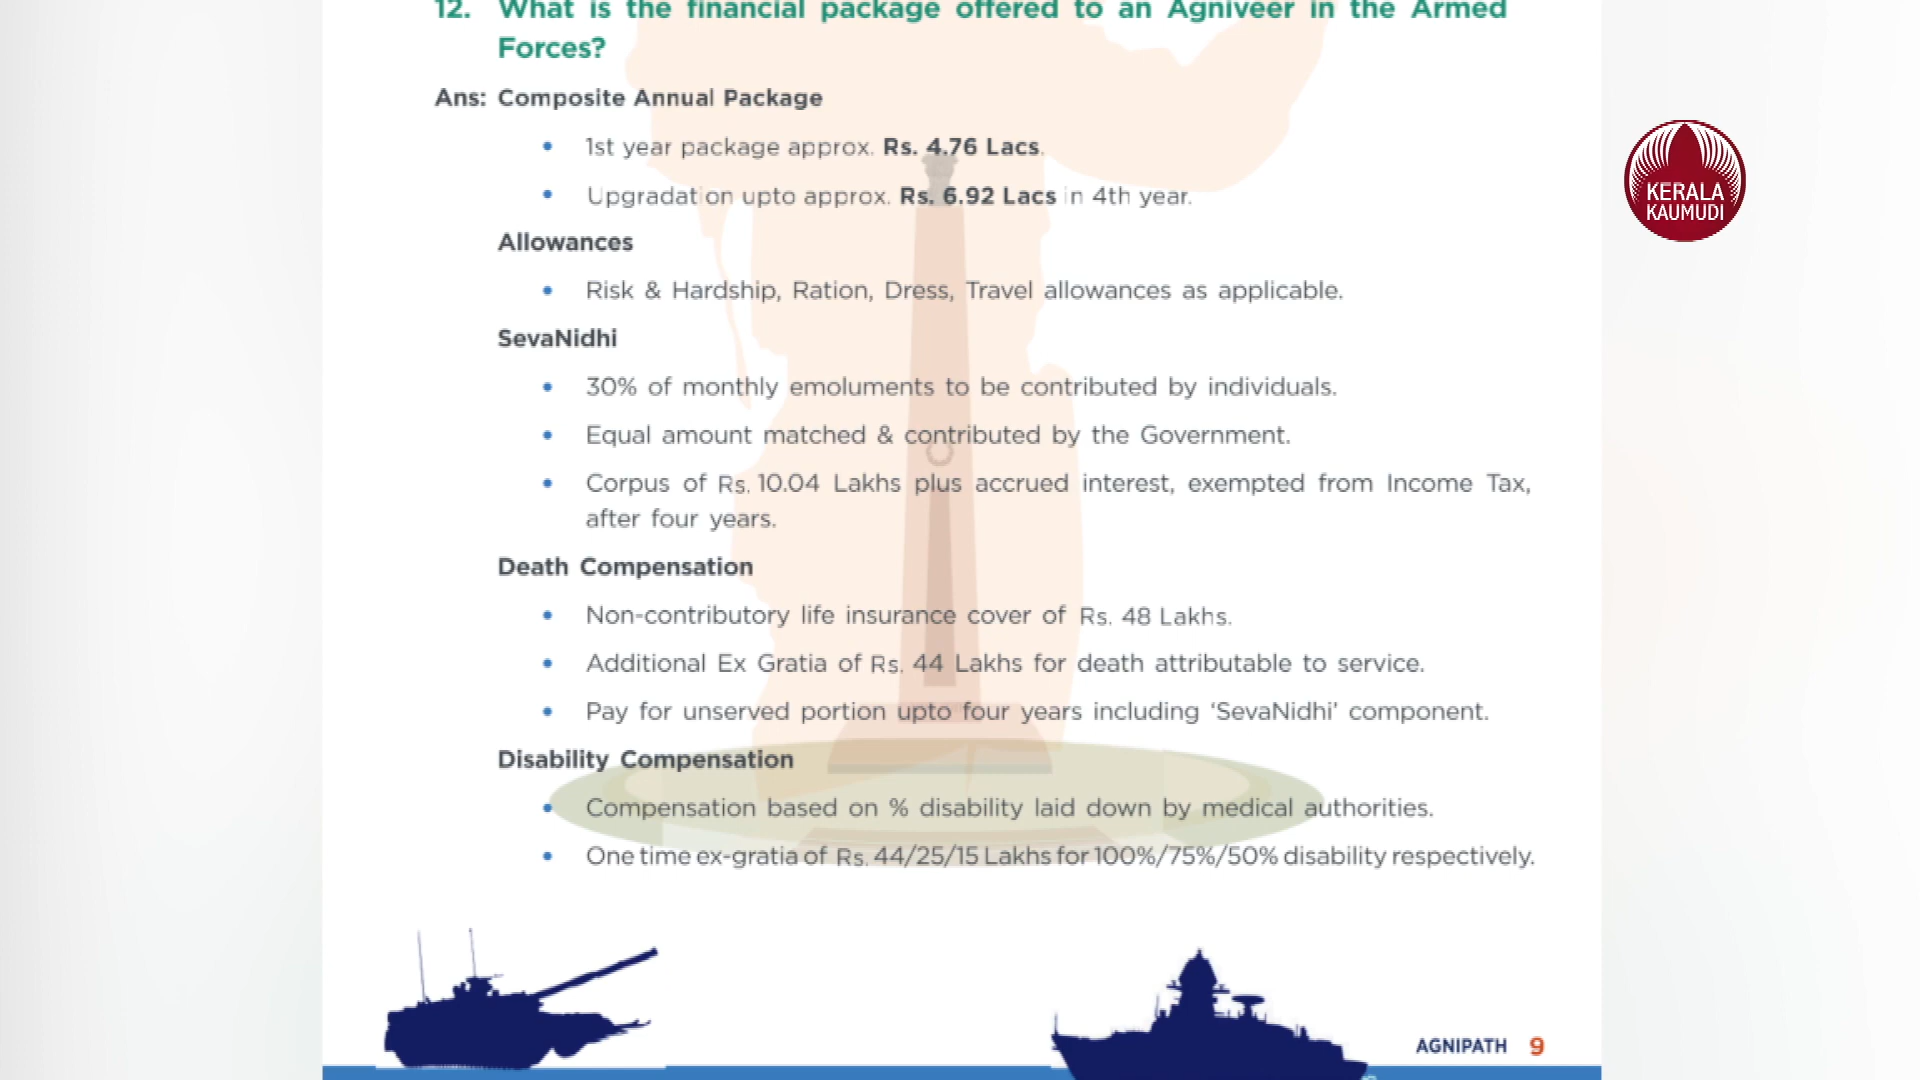 12. What is the financial package offered to an Agniveer in the Armed
Forces?
Ans: Composite Annual Package
• 1st year package approx. Rs. 4.76 Lacs.
• Upgradation upto approx. Rs. 6.92 Lacs in 4th year.
Allowances
• Risk & Hardship, Ration, Dress, Travel allowances as applicable.
SevaNidhi
• 30% of monthly emoluments to be contributed by individuals.
• Equal amount matched & contributed by the Government.
• Corpus of Rs. 10.04 Lakhs plus accrued interest, exempted from Income Tax,
after four years.
Death Compensation
• Non-contributory life insurance cover of Rs. 48 Lakhs.
• Additional Ex Gratia of Rs. 44 Lakhs for death attributable to service.
• Pay for unserved portion upto four years including ‘SevaNidhi’ component.
Disability Compensation
• Compensation based on % disability laid down by medical authorities.
• One time ex-gratia of Rs. 44/25/15 Lakhs for 100%/75%/50% disability respectively.
AGNIPATH 9
KERALA
KAUMUDI